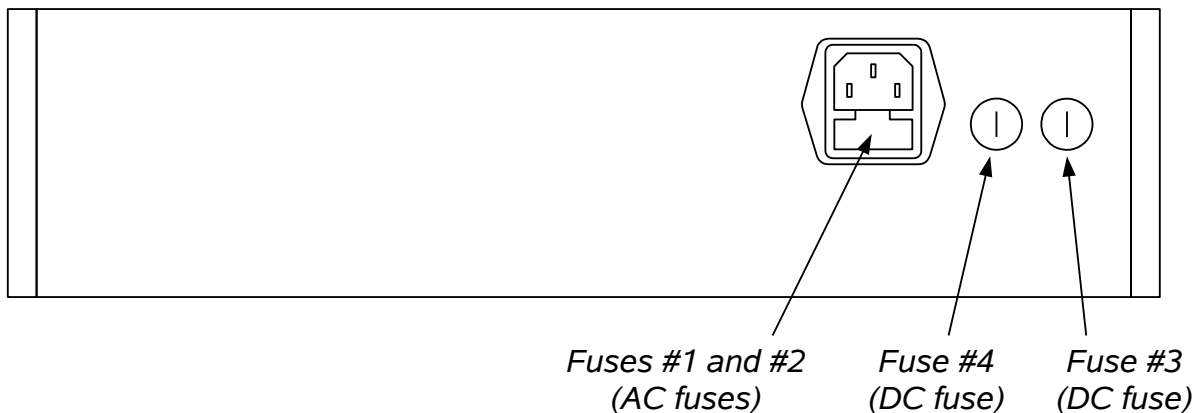 Fuses #1 and #2
(AC fuses)
Fuse #4
(DC fuse)
Fuse #3
(DC fuse)